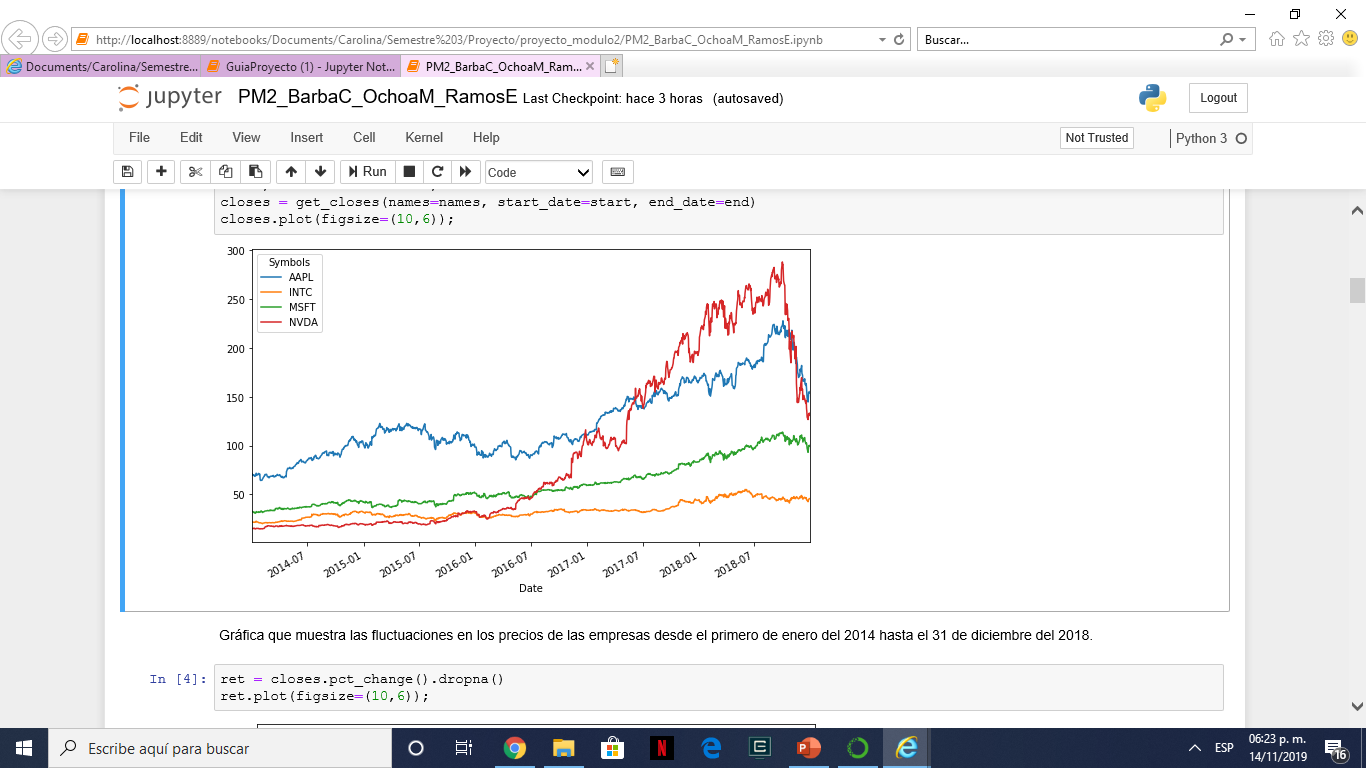 http://localhost:8889/notebooks/Documents/Carolina/Semestre%203/Proyecto/proyecto_modulo2/PM2_BarbaC_OchoaM_RamosE.ipynb
Buscar...
Documents/Carolina/Semestre...
GuiaProyecto (1) - Jupyter Not...
PM2_BarbaC_OchoaM_Ram...
jupyter PM2_BarbaC_OchoaM_RamosE Last Checkpoint: hace 3 horas (autosaved)
Logout
File Edit View Insert Cell Kernel Help
Not Trusted
Python 3
Run
Code
closes = get_closes(names=names, start_date=start, end_date=end)
closes.plot(figsize=(10,6));
300
250
200
150
100
50
Symbols
AAPL
INTC
MSFT
NVDA
2014-07
2015-01
2015-07
2016-01
2016-07
2017-01
2017-07
2018-01
2018-07
Date
Gráfica que muestra las fluctuaciones en los precios de las empresas desde el primero de enero del 2014 hasta el 31 de diciembre del 2018.
In [4]:
ret = closes.pct_change().dropna()
ret.plot(figsize=(10,6));
Escribe aquí para buscar
ESP
06:23 p. m.
14/11/2019
16